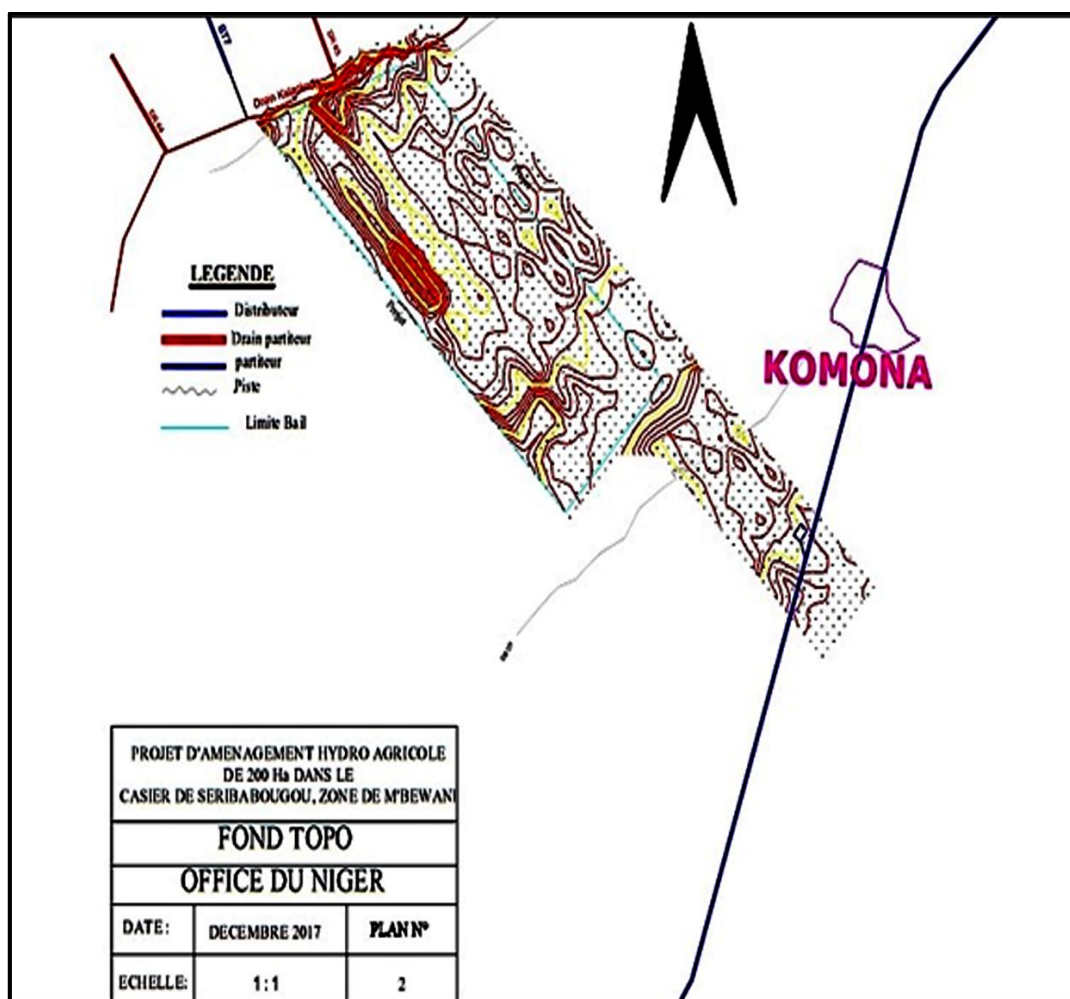 BT7
LEGENDE
Distributeur
Drain partiteur
partiteur
Piste
Limite Bail
KOMONA
PROJET D'AMENAGEMENT HYDRO AGRICOLE
DE 200 Ha DANS LE
CASIER DE SERIBABOUGOU, ZONE DE M'BEWANI
FOND TOPO
OFFICE DU NIGER
DATE: DECEMBRE 2017 PLAN N°
ECHELLE: 1:1 2